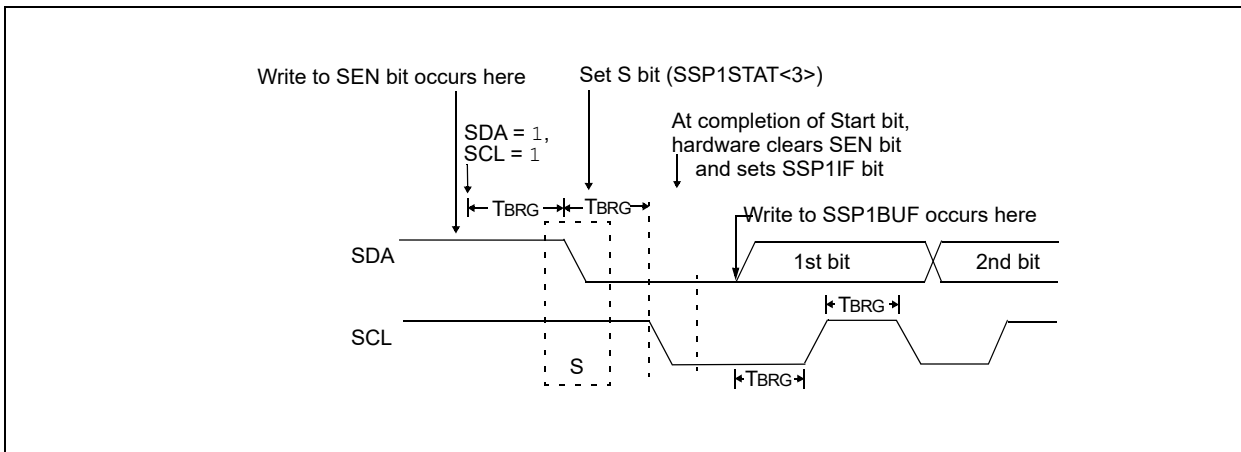 Write to SEN bit occurs here
Set S bit (SSP1STAT<3>)
SDA = 1,
SCL = 1
At completion of Start bit,
hardware clears SEN bit
and sets SSP1IF bit
TBRG
TBRG
Write to SSP1BUF occurs here
SDA
1st bit
2nd bit
TBRG
SCL
S
TBRG